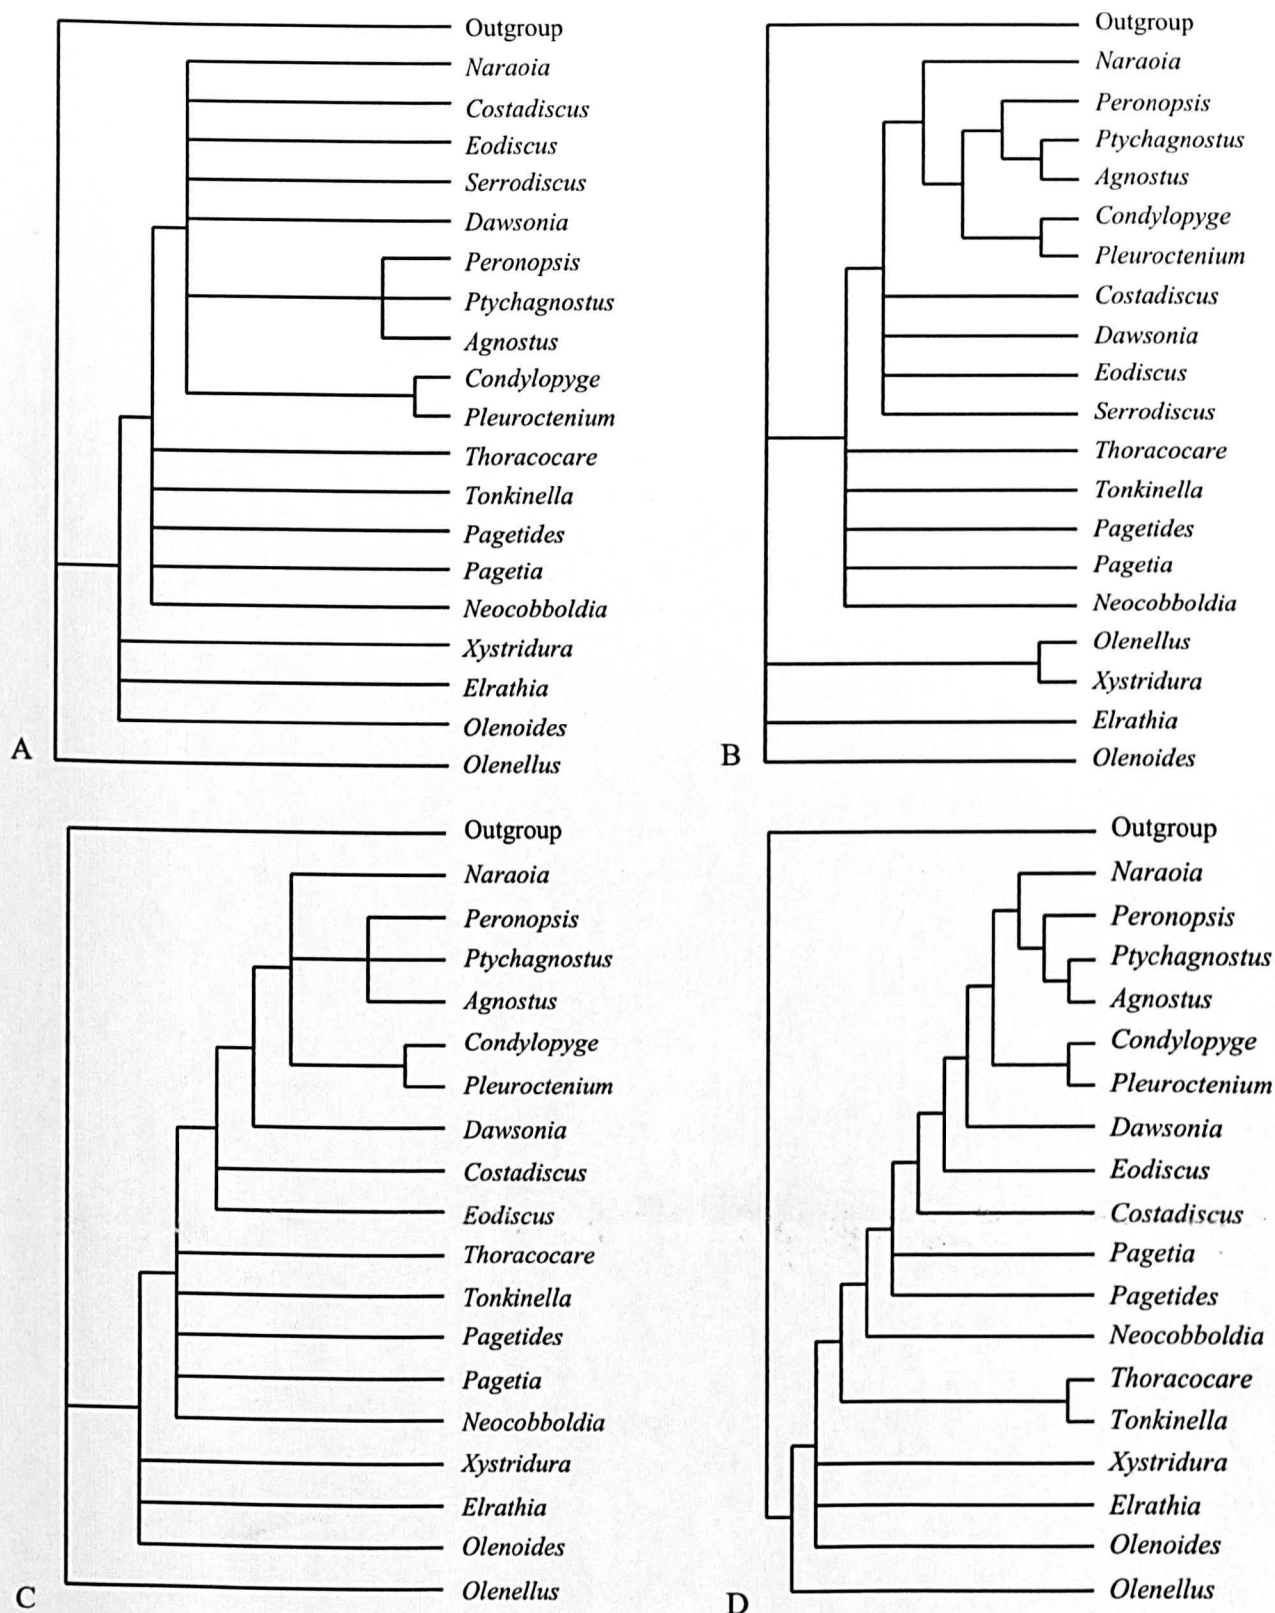 Outgroup
Naraoia
Costadiscus
Eodiscus
Serrodiscus
Dawsonia
Peronopsis
Ptychagnostus
Agnostus
Condylopyge
Pleuroctenium
Thoracocare
Tonkinella
Pagetides
Pagetia
Neocobboldia
Xystridura
Elrathia
Olenoides
Olenellus
A
Outgroup
Naraoia
Peronopsis
Ptychagnostus
Agnostus
Condylopyge
Pleuroctenium
Costadiscus
Dawsonia
Eodiscus
Serrodiscus
Thoracocare
Tonkinella
Pagetides
Pagetia
Neocobboldia
Olenellus
Xystridura
Elrathia
Olenoides
B
Outgroup
Naraoia
Peronopsis
Ptychagnostus
Agnostus
Condylopyge
Pleuroctenium
Dawsonia
Costadiscus
Eodiscus
Thoracocare
Tonkinella
Pagetides
Pagetia
Neocobboldia
Xystridura
Elrathia
Olenoides
Olenellus
C
Outgroup
Naraoia
Peronopsis
Ptychagnostus
Agnostus
Condylopyge
Pleuroctenium
Dawsonia
Eodiscus
Costadiscus
Pagetia
Pagetides
Neocobboldia
Thoracocare
Tonkinella
Xystridura
Elrathia
Olenoides
Olenellus
D